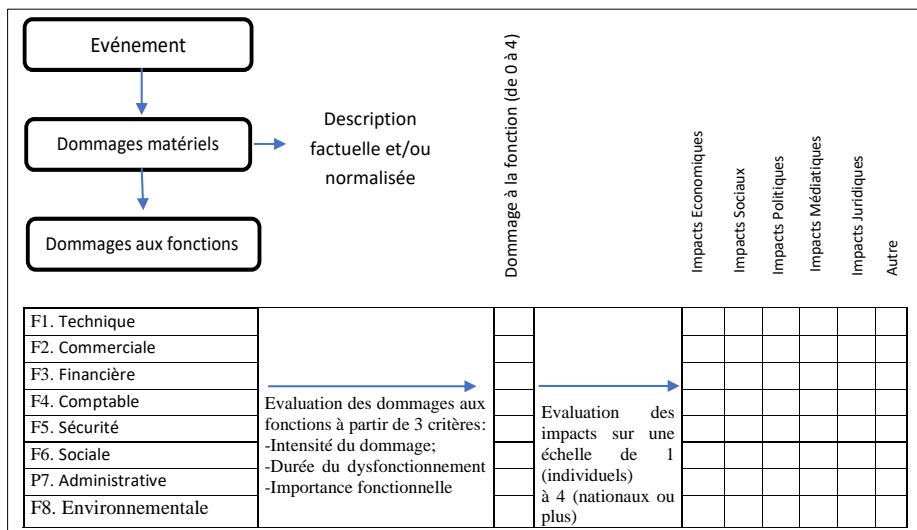 Evénement
Dommages matériels
Description
factuelle et/ou
normalisée
Dommages aux fonctions
Dommage à la fonction (de 0 à 4)
Impacts Economiques
Impacts Sociaux
Impacts Politiques
Impacts Médiatiques
Impacts Juridiques
Autre
F1. Technique
F2. Commerciale
F3. Financière
F4. Comptable
F5. Sécurité
F6. Sociale
P7. Administrative
F8. Environnementale
Evaluation des dommages aux
fonctions à partir de 3 critères:
-Intensité du dommage;
-Durée du dysfonctionnement
-Importance fonctionnelle
Evaluation des
impacts sur une
échelle de 1
(individuels)
à 4 (nationaux ou
plus)